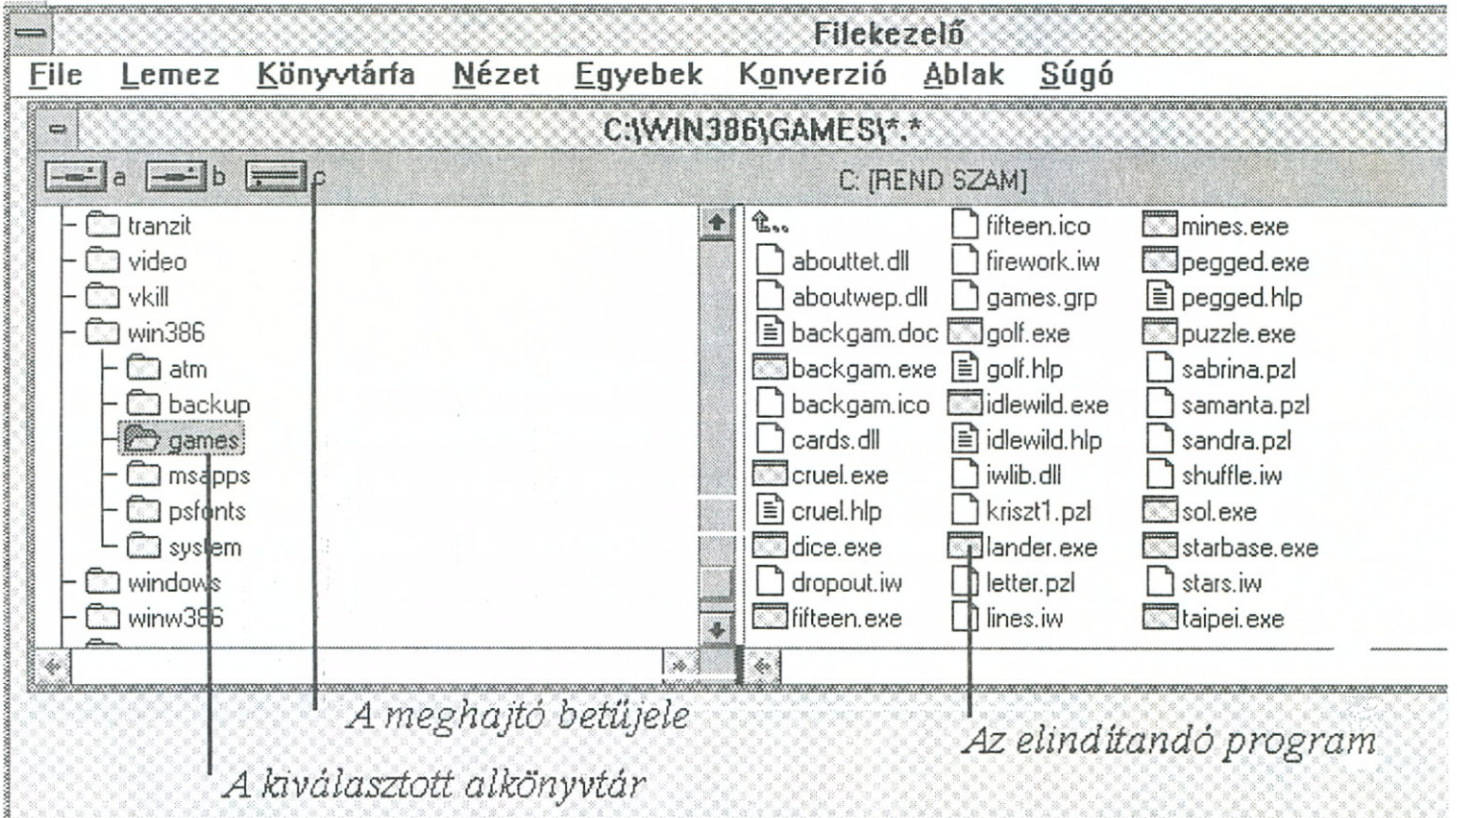 Filekezelő
File Lemez Könyvtárfa Nézet Egyebek Konverzió Ablak Súgó
C:\WIN386\GAMES\*.*
a b c
C: [REND SZAM]
tranzit
video
vkill
win386
atm
backup
games
msapps
psfonts
system
windows
winw386
..
abouttet.dll
aboutwep.dll
backgam.doc
backgam.exe
backgam.ico
cards.dll
cruel.exe
cruel.hlp
dice.exe
dropout.iw
fifteen.exe
fifteen.ico
firework.iw
games.grp
golf.exe
golf.hlp
idlewild.exe
idlewild.hlp
iwlib.dll
kriszt1.pzl
lander.exe
letter.pzl
lines.iw
mines.exe
pegged.exe
pegged.hlp
puzzle.exe
sabrina.pzl
samanta.pzl
sandra.pzl
shuffle.iw
sol.exe
starbase.exe
stars.iw
taipei.exe
A meghajtó betűjele
Az elindítandó program
A kiválasztott alkönyvtár